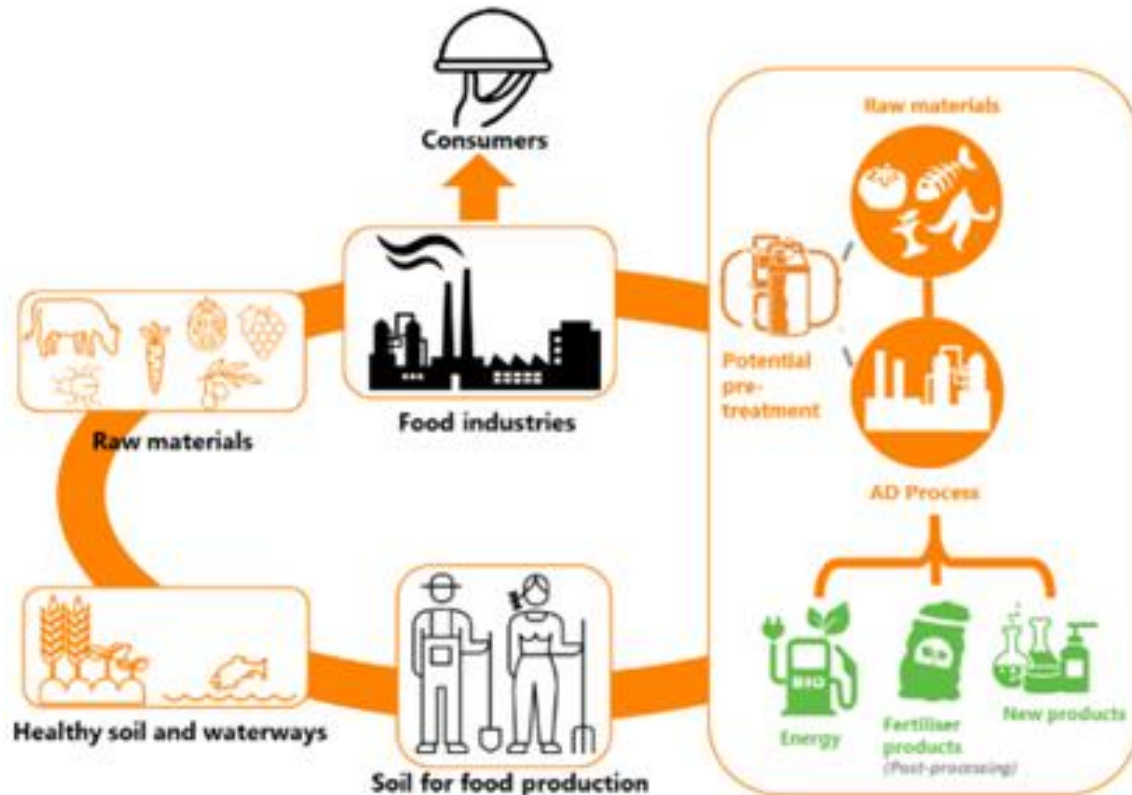 Consumers
Raw materials
Potential
pre-
treatment
Food industries
Raw materials
AD Process
BIO
Healthy soil and waterways
Soil for food production
Energy
Fertiliser
products
(Post-processing)
New products